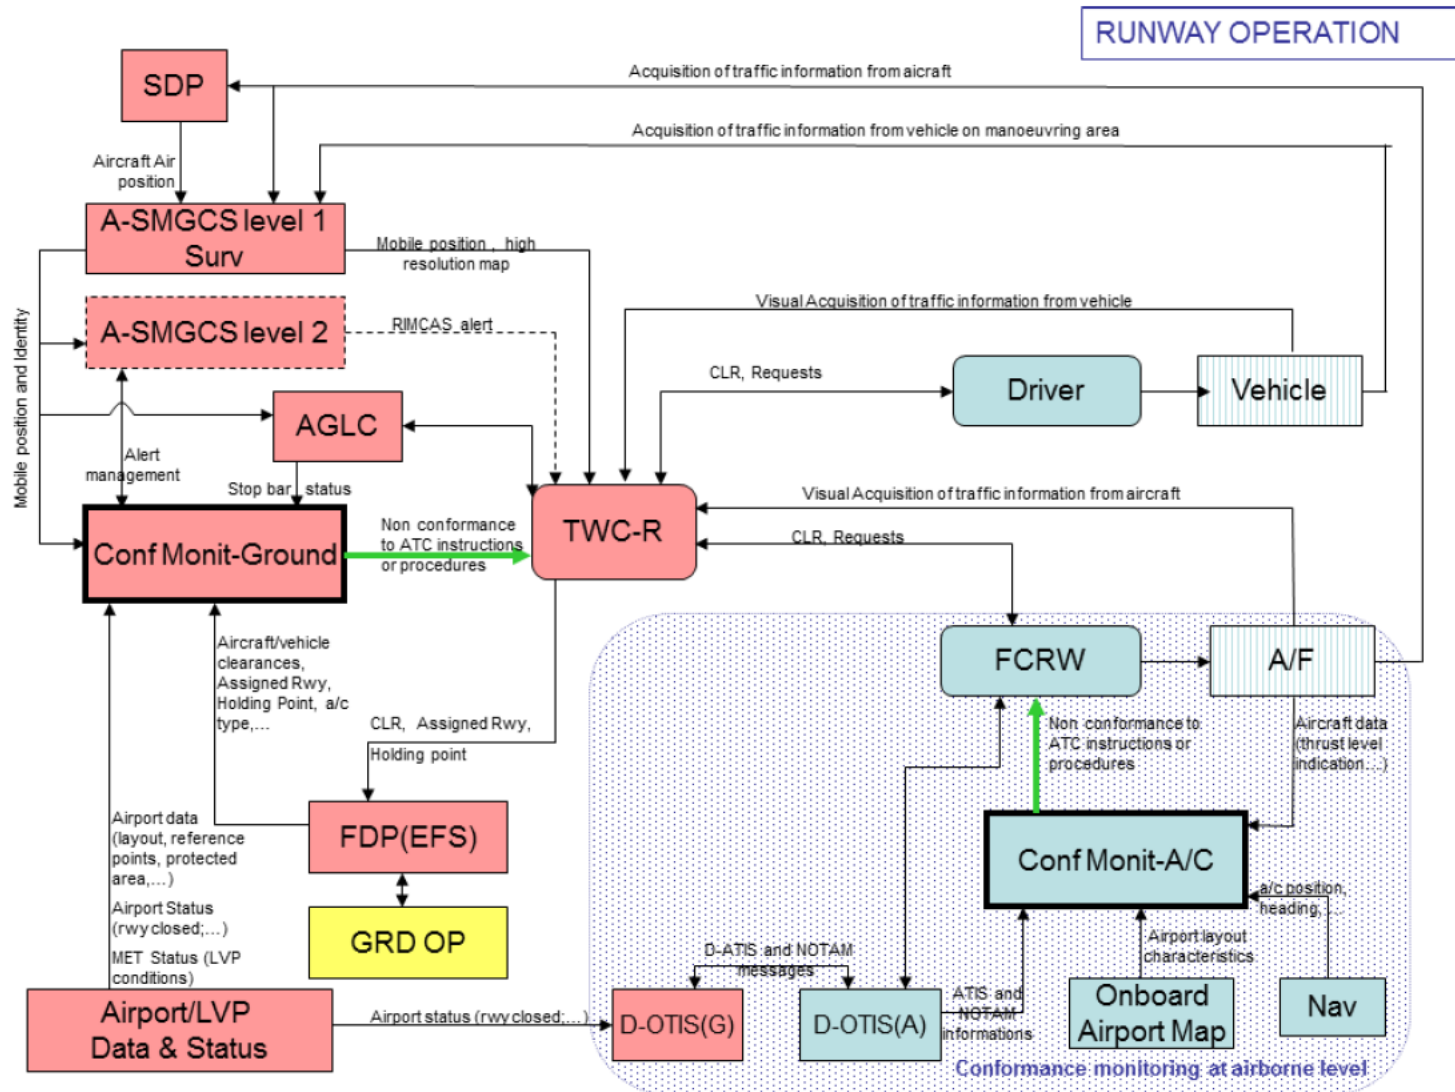 RUNWAY OPERATION
SDP
Acquisition of traffic information from aicraft
Acquisition of traffic information from vehicle on manoeuvring area
Aircraft Air
position
A-SMGCS level 1
Surv
Mobile position , high
resolution map
Mobile position and Identity
A-SMGCS level 2
RIMCAS alert
Visual Acquisition of traffic information from vehicle
CLR, Requests
Driver
Vehicle
AGLC
Alert
management
Stop bar status
Visual Acquisition of traffic information from aircraft
Conf Monit-Ground
Non conformance
to ATC instructions
or procedures
TWC-R
CLR, Requests
Aircraft/vehicle
clearances,
Assigned Rwy,
Holding Point, a/c
type,...
FCRW
A/F
CLR, Assigned Rwy,
Holding point
Non conformance to
ATC instructions or
procedures
Aircraft data
(thrust level
indication...)
Airport data
(layout, reference
points, protected
area,...)
FDP(EFS)
Conf Monit-A/C
a/c position,
heading, ...
Airport Status
(rwy closed;...)
GRD OP
MET Status (LVP
conditions)
D-ATIS and NOTAM
messages
Airport layout
characteristics
Airport/LVP
Data & Status
Airport status (rwy closed;...)
D-OTIS(G)
D-OTIS(A)
ATIS and
NOTAM
informations
Onboard
Airport Map
Nav
Conformance monitoring at airborne level